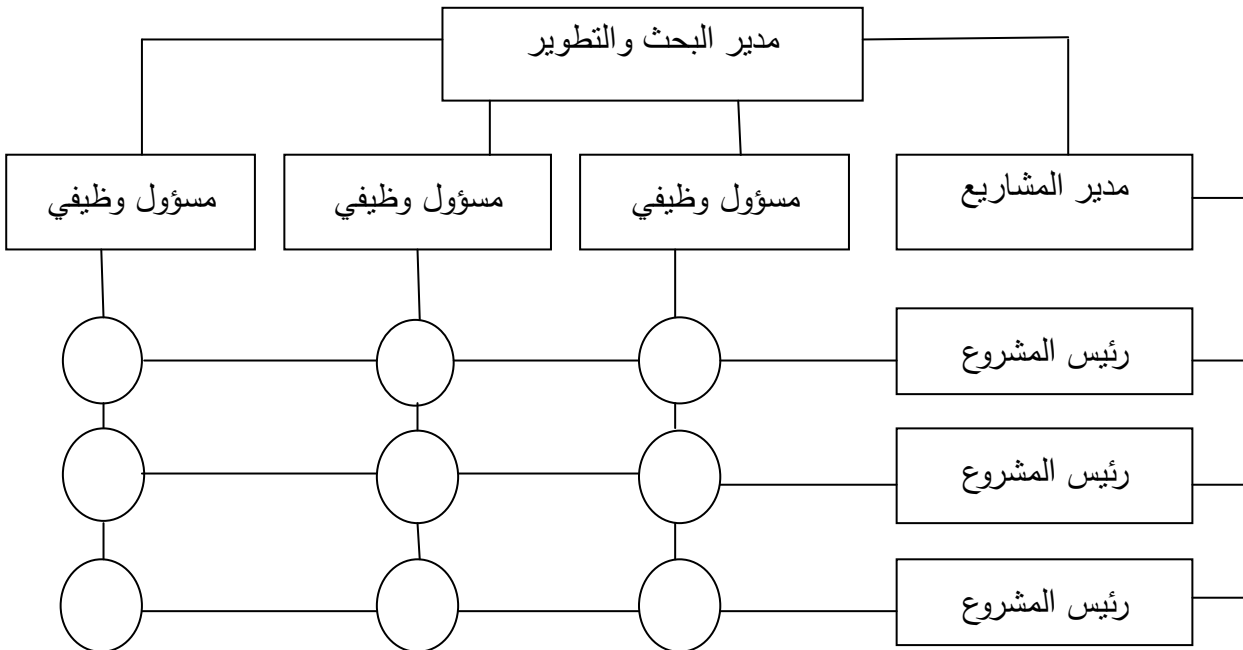 مدير البحث والتطوير
مدير المشاريع
مسؤول وظيفي
مسؤول وظيفي
مسؤول وظيفي
رئيس المشروع
رئيس المشروع
رئيس المشروع